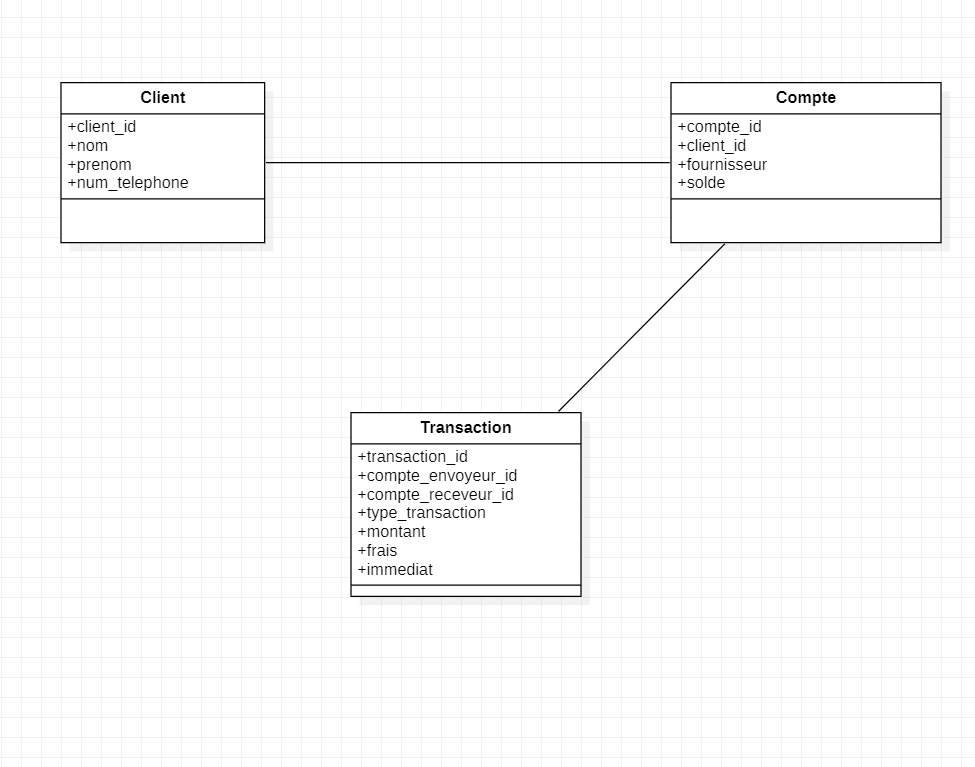 Client
+client_id
+nom
+prenom
+num_telephone
Compte
+compte_id
+client_id
+fournisseur
+solde
Transaction
+transaction_id
+compte_envoyeur_id
+compte_receveur_id
+type_transaction
+montant
+frais
+immediat